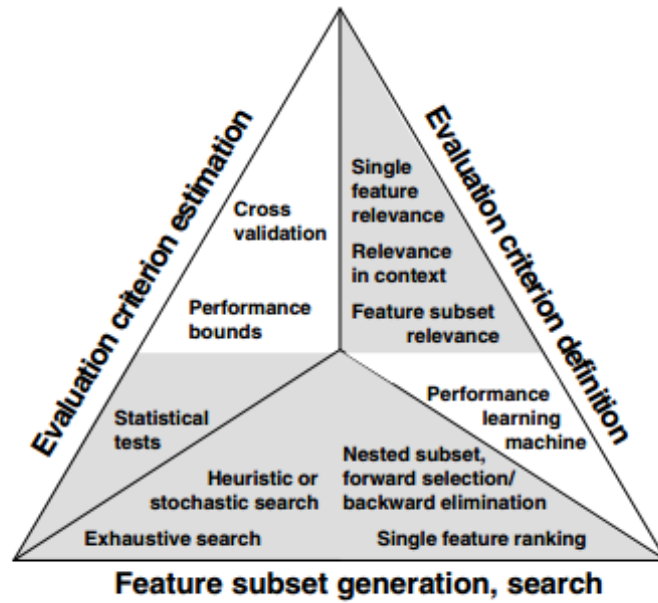 Evaluation criterion estimation
Evaluation criterion definition
Cross
validation
Performance
bounds
Statistical
tests
Single
feature
relevance
Relevance
in context
Feature subset
relevance
Performance
learning
machine
Heuristic or
stochastic search
Exhaustive search
Nested subset,
forward selection/
backward elimination
Single feature ranking
Feature subset generation, search